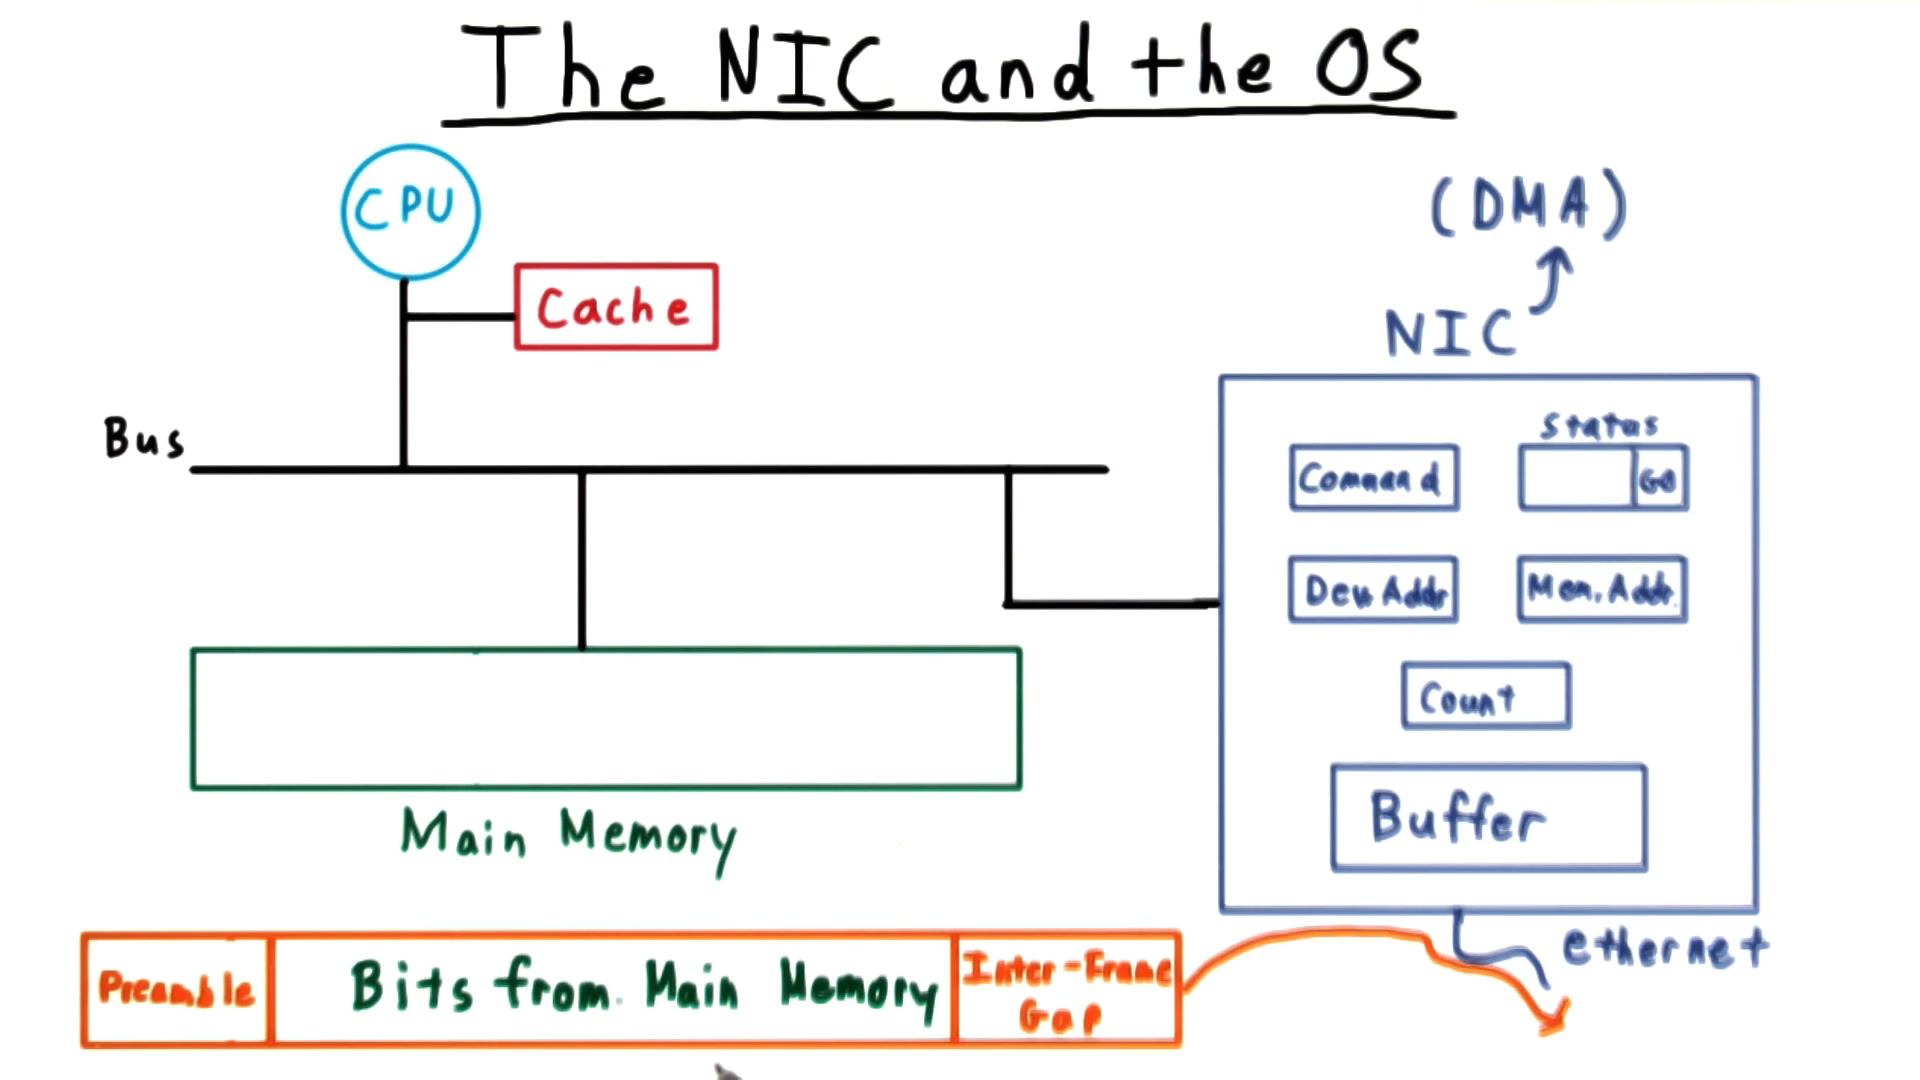 The NIC and the OS
CPU
(DMA)
Cache
NIC
Bus
Status
Command
GO
Dev. Addr
Mem. Addr.
Count
Main Memory
Buffer
ethernet
Preamble
Bits from Main Memory
Inter-Frame
Gap